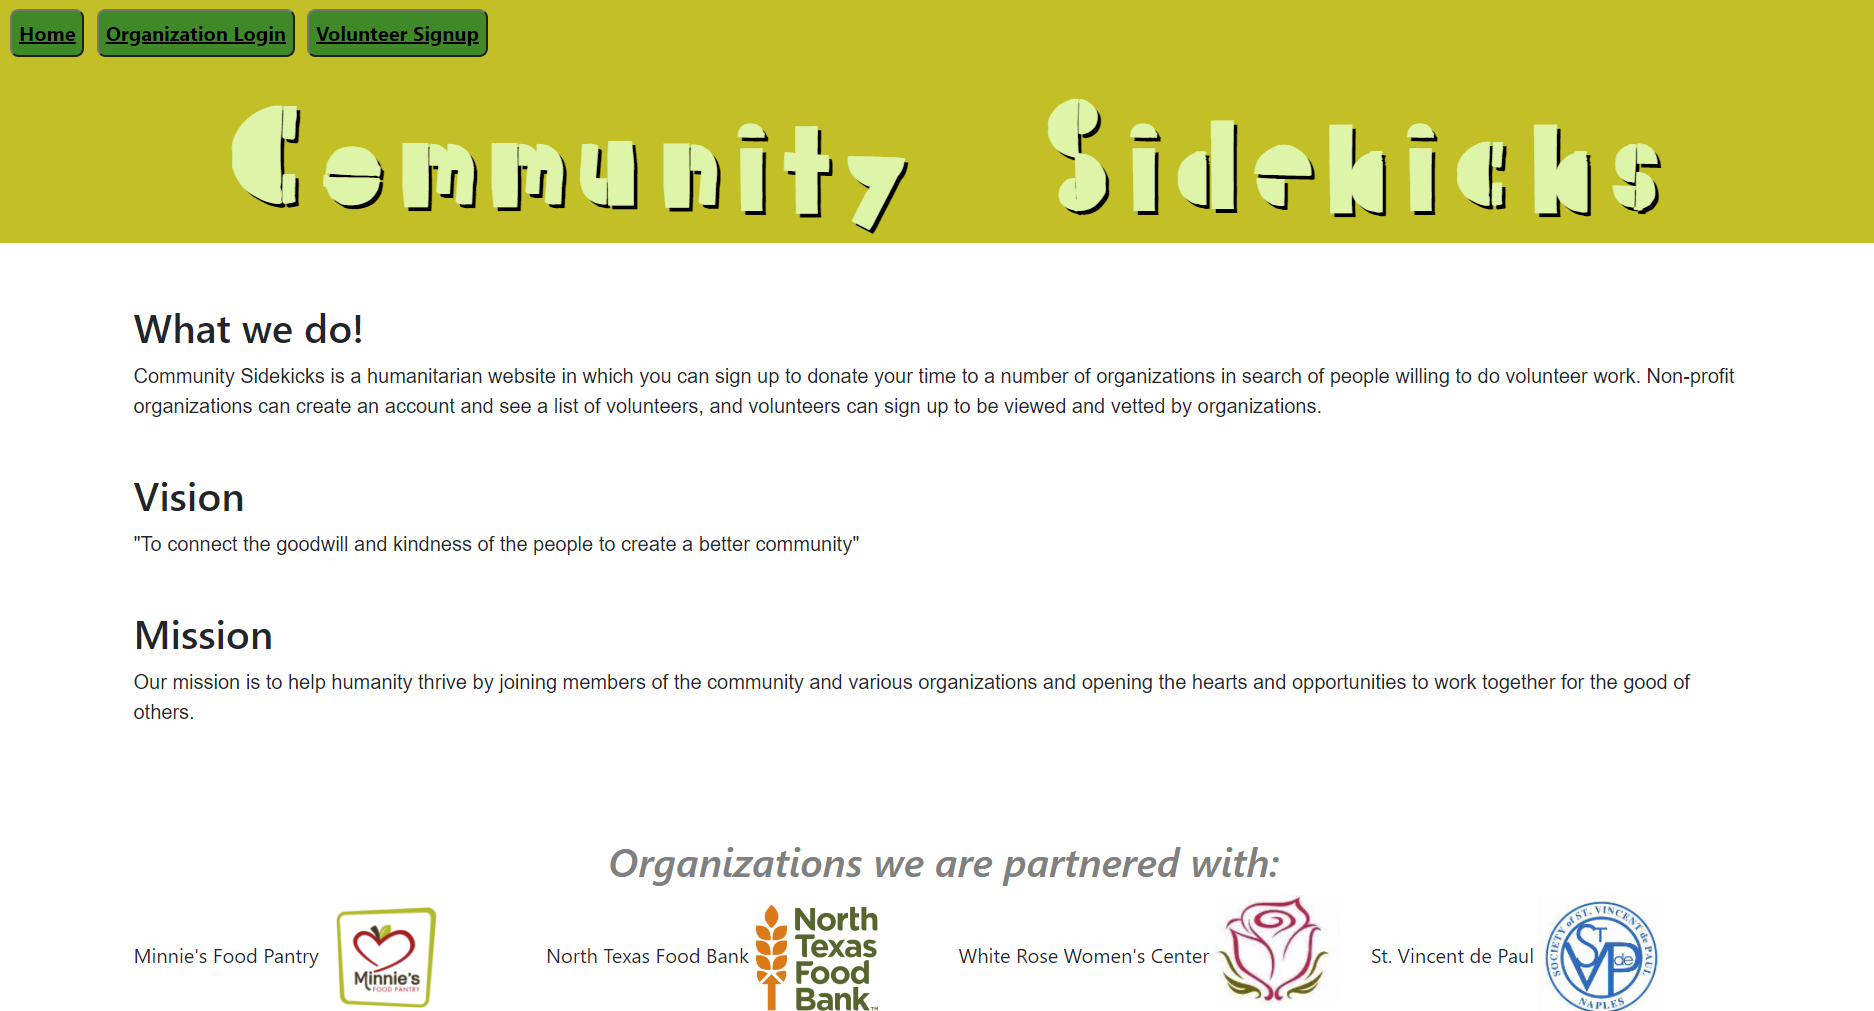 Home Organization Login Volunteer Signup
Community Sidekicks
What we do!
Community Sidekicks is a humanitarian website in which you can sign up to donate your time to a number of organizations in search of people willing to do volunteer work. Non-profit
organizations can create an account and see a list of volunteers, and volunteers can sign up to be viewed and vetted by organizations.
Vision
"To connect the goodwill and kindness of the people to create a better community"
Mission
Our mission is to help humanity thrive by joining members of the community and various organizations and opening the hearts and opportunities to work together for the good of
others.
Organizations we are partnered with:
Minnie's Food Pantry
Minnie's
FOOD PANTRY
North Texas Food Bank
North
Texas
Food
Bank™
White Rose Women's Center
St. Vincent de Paul
SOCIETY of ST. VINCENT de PAUL
ST
V
P
de
NAPLES